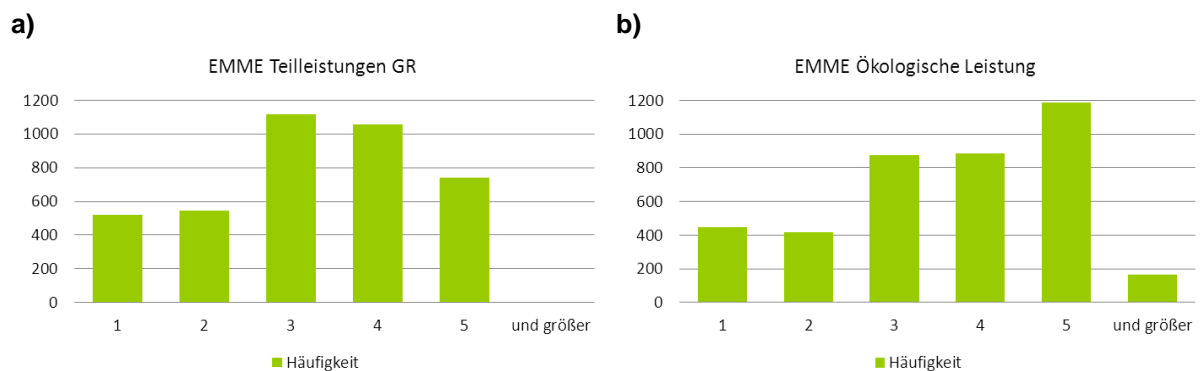 a)
EMME Teilleistungen GR
1200
1000
800
600
400
200
0
1 2 3 4 5 und größer
Häufigkeit
b)
EMME Ökologische Leistung
1200
1000
800
600
400
200
0
1 2 3 4 5 und größer
Häufigkeit